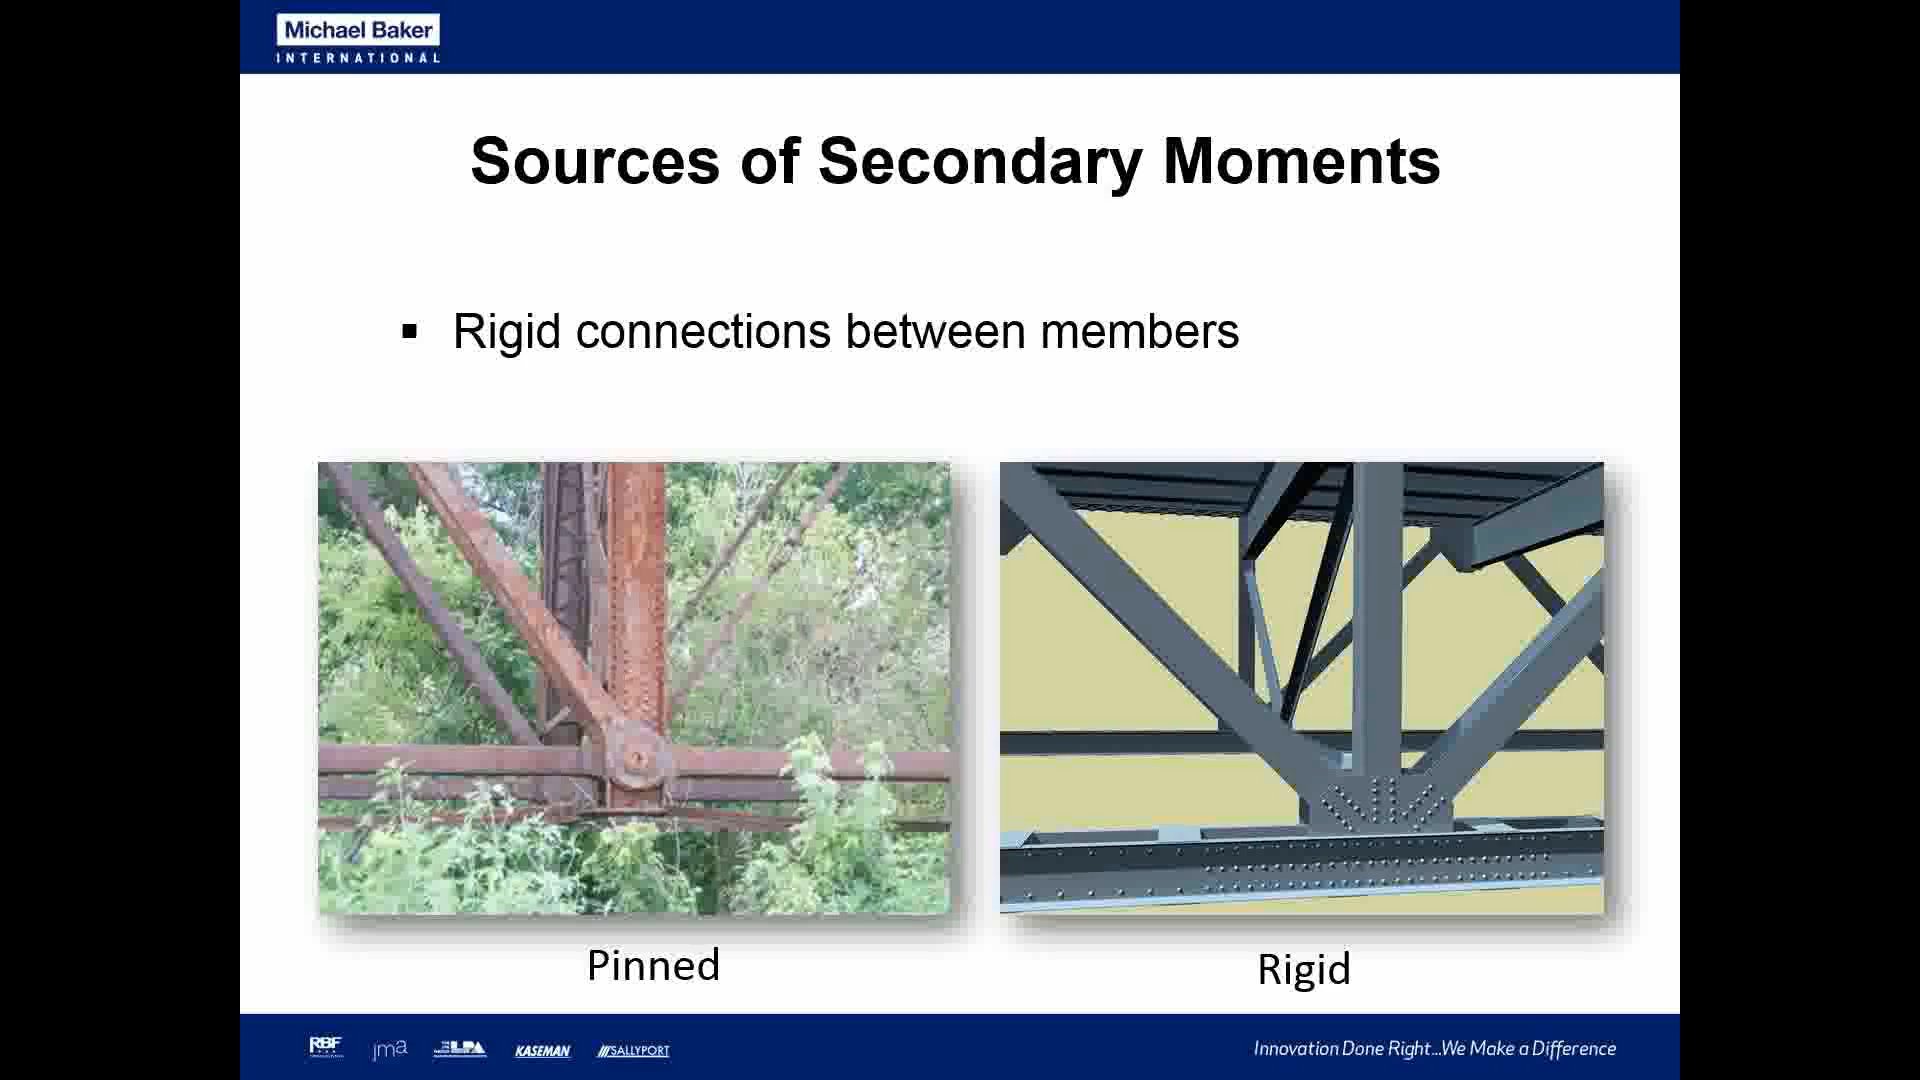 Michael Baker
INTERNATIONAL
Sources of Secondary Moments
▪ Rigid connections between members
Pinned
Rigid
RBF
jma
LPA
KASEMAN
SALLYPORT
Innovation Done Right...We Make a Difference